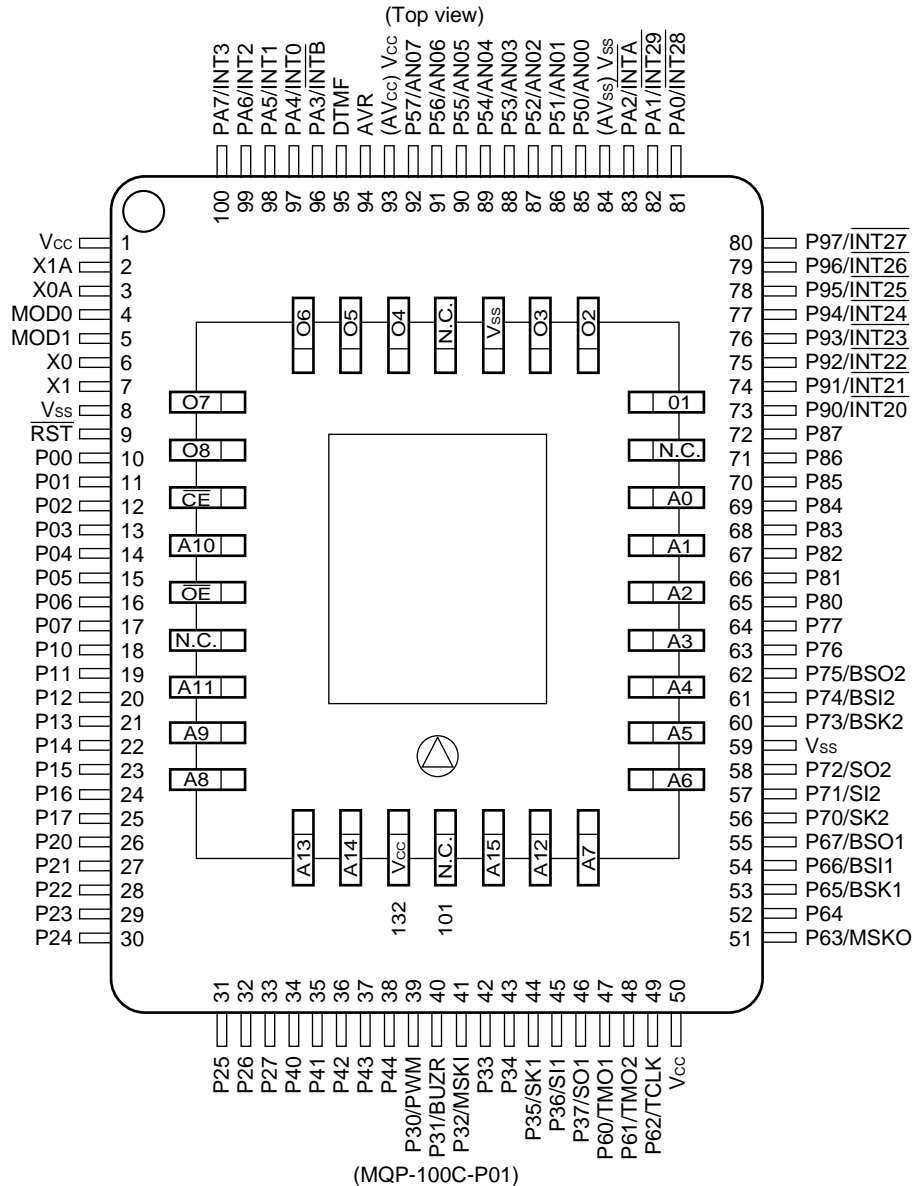 (Top view)
PA7/INT3
PA6/INT2
PA5/INT1
PA4/INT0
PA3/INTB
DTMF
AVR
(AVCC) VCC
P57/AN07
P56/AN06
P55/AN05
P54/AN04
P53/AN03
P52/AN02
P51/AN01
P50/AN00
(AVSS) VSS
PA2/INTA
PA1/INT29
PA0/INT28
100
99
98
97
96
95
94
93
92
91
90
89
88
87
86
85
84
83
82
81
VCC 1
X1A 2
X0A 3
MOD0 4
MOD1 5
X0 6
X1 7
VSS 8
RST 9
P00 10
P01 11
P02 12
P03 13
P04 14
P05 15
P06 16
P07 17
P10 18
P11 19
P12 20
P13 21
P14 22
P15 23
P16 24
P17 25
P20 26
P21 27
P22 28
P23 29
P24 30
O6
O5
O4
N.C.
VSS
O3
O2
O7
O8
CE
A10
OE
N.C.
A11
A9
A8
01
N.C.
A0
A1
A2
A3
A4
A5
A6
A13
A14
VCC
N.C.
A15
A12
A7
132
101
80 P97/INT27
79 P96/INT26
78 P95/INT25
77 P94/INT24
76 P93/INT23
75 P92/INT22
74 P91/INT21
73 P90/INT20
72 P87
71 P86
70 P85
69 P84
68 P83
67 P82
66 P81
65 P80
64 P77
63 P76
62 P75/BSO2
61 P74/BSI2
60 P73/BSK2
59 VSS
58 P72/SO2
57 P71/SI2
56 P70/SK2
55 P67/BSO1
54 P66/BSI1
53 P65/BSK1
52 P64
51 P63/MSKO
31
32
33
34
35
36
37
38
39
40
41
42
43
44
45
46
47
48
49
50
P25
P26
P27
P40
P41
P42
P43
P44
P30/PWM
P31/BUZR
P32/MSKI
P33
P34
P35/SK1
P36/SI1
P37/SO1
P60/TMO1
P61/TMO2
P62/TCLK
VCC
(MQP-100C-P01)